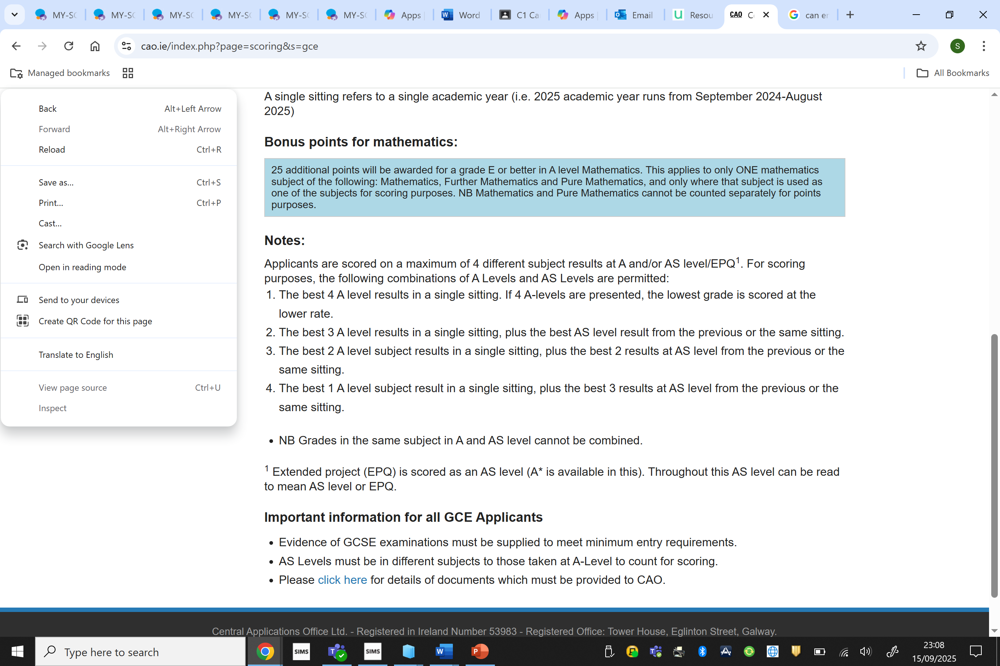 MY-SC MY-SC MY-SC MY-SC MY-SC MY-SC Apps Word C1 Ca Apps Email Resou CAO C can er
cao.ie/index.php?page=scoring&s=gce S
Managed bookmarks All Bookmarks
Back Alt+Left Arrow
Forward Alt+Right Arrow
Reload Ctrl+R
Save as... Ctrl+S
Print... Ctrl+P
Cast...
Search with Google Lens
Open in reading mode
Send to your devices
Create QR Code for this page
Translate to English
View page source Ctrl+U
Inspect
A single sitting refers to a single academic year (i.e. 2025 academic year runs from September 2024-August
2025)
Bonus points for mathematics:
25 additional points will be awarded for a grade E or better in A level Mathematics. This applies to only ONE mathematics
subject of the following: Mathematics, Further Mathematics and Pure Mathematics, and only where that subject is used as
one of the subjects for scoring purposes. NB Mathematics and Pure Mathematics cannot be counted separately for points
purposes.
Notes:
Applicants are scored on a maximum of 4 different subject results at A and/or AS level/EPQ¹. For scoring
purposes, the following combinations of A Levels and AS Levels are permitted:
1. The best 4 A level results in a single sitting. If 4 A-levels are presented, the lowest grade is scored at the
lower rate.
2. The best 3 A level results in a single sitting, plus the best AS level result from the previous or the same sitting.
3. The best 2 A level subject results in a single sitting, plus the best 2 results at AS level from the previous or the
same sitting.
4. The best 1 A level subject result in a single sitting, plus the best 3 results at AS level from the previous or the
same sitting.
• NB Grades in the same subject in A and AS level cannot be combined.
¹ Extended project (EPQ) is scored as an AS level (A* is available in this). Throughout this AS level can be read
to mean AS level or EPQ.
Important information for all GCE Applicants
• Evidence of GCSE examinations must be supplied to meet minimum entry requirements.
• AS Levels must be in different subjects to those taken at A-Level to count for scoring.
• Please click here for details of documents which must be provided to CAO.
Central Applications Office Ltd. - Registered in Ireland Number 53983 - Registered Office: Tower House, Eglinton Street, Galway.
Type here to search SIMS SIMS 23:08
15/09/2025